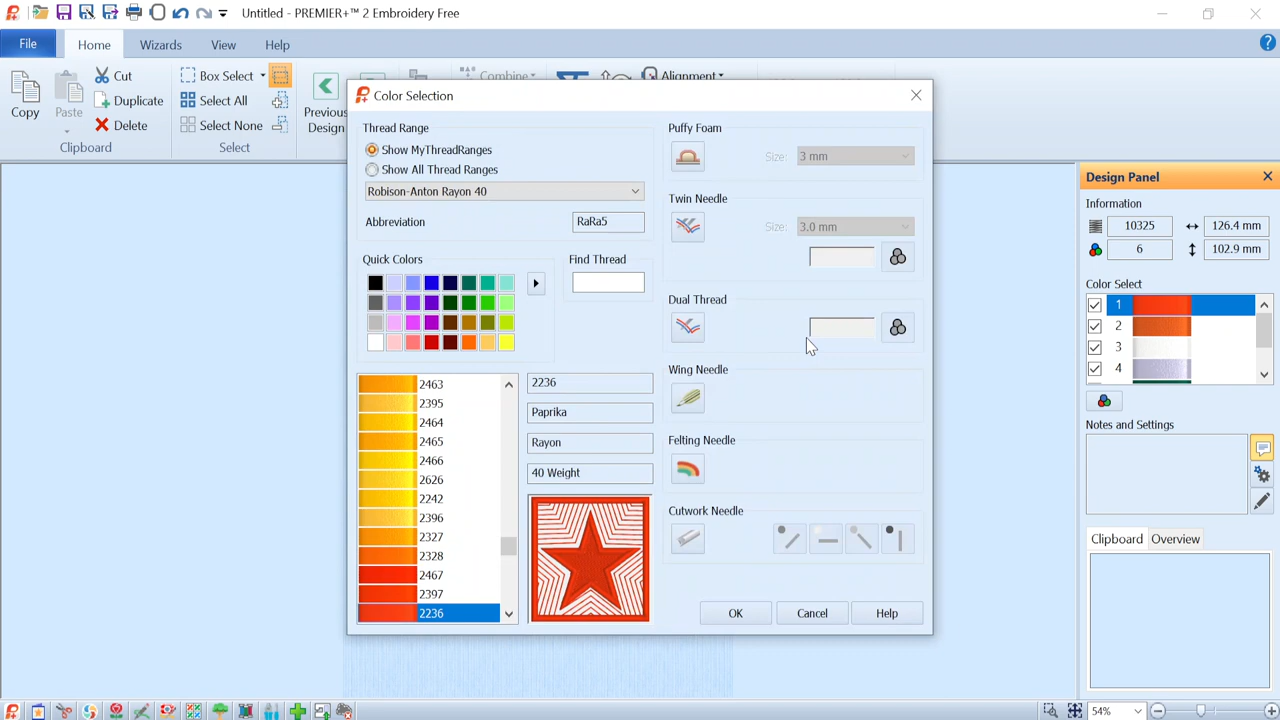 Untitled - PREMIER+™ 2 Embroidery Free
File Home Wizards View Help
Copy
Paste
Cut
Duplicate
Delete
Clipboard
Box Select
Select All
Select None
Select
Previous
Design
Combine
Alignment
Color Selection
Thread Range
Show MyThreadRanges
Show All Thread Ranges
Robison-Anton Rayon 40
Abbreviation RaRa5
Quick Colors
Find Thread
2463
2395
2464
2465
2466
2626
2242
2396
2327
2328
2467
2397
2236
2236
Paprika
Rayon
40 Weight
Puffy Foam
Size: 3 mm
Twin Needle
Size: 3.0 mm
Dual Thread
Wing Needle
Felting Needle
Cutwork Needle
OK Cancel Help
Design Panel
Information
10325 126.4 mm
6 102.9 mm
Color Select
1
2
3
4
Notes and Settings
Clipboard Overview
54%